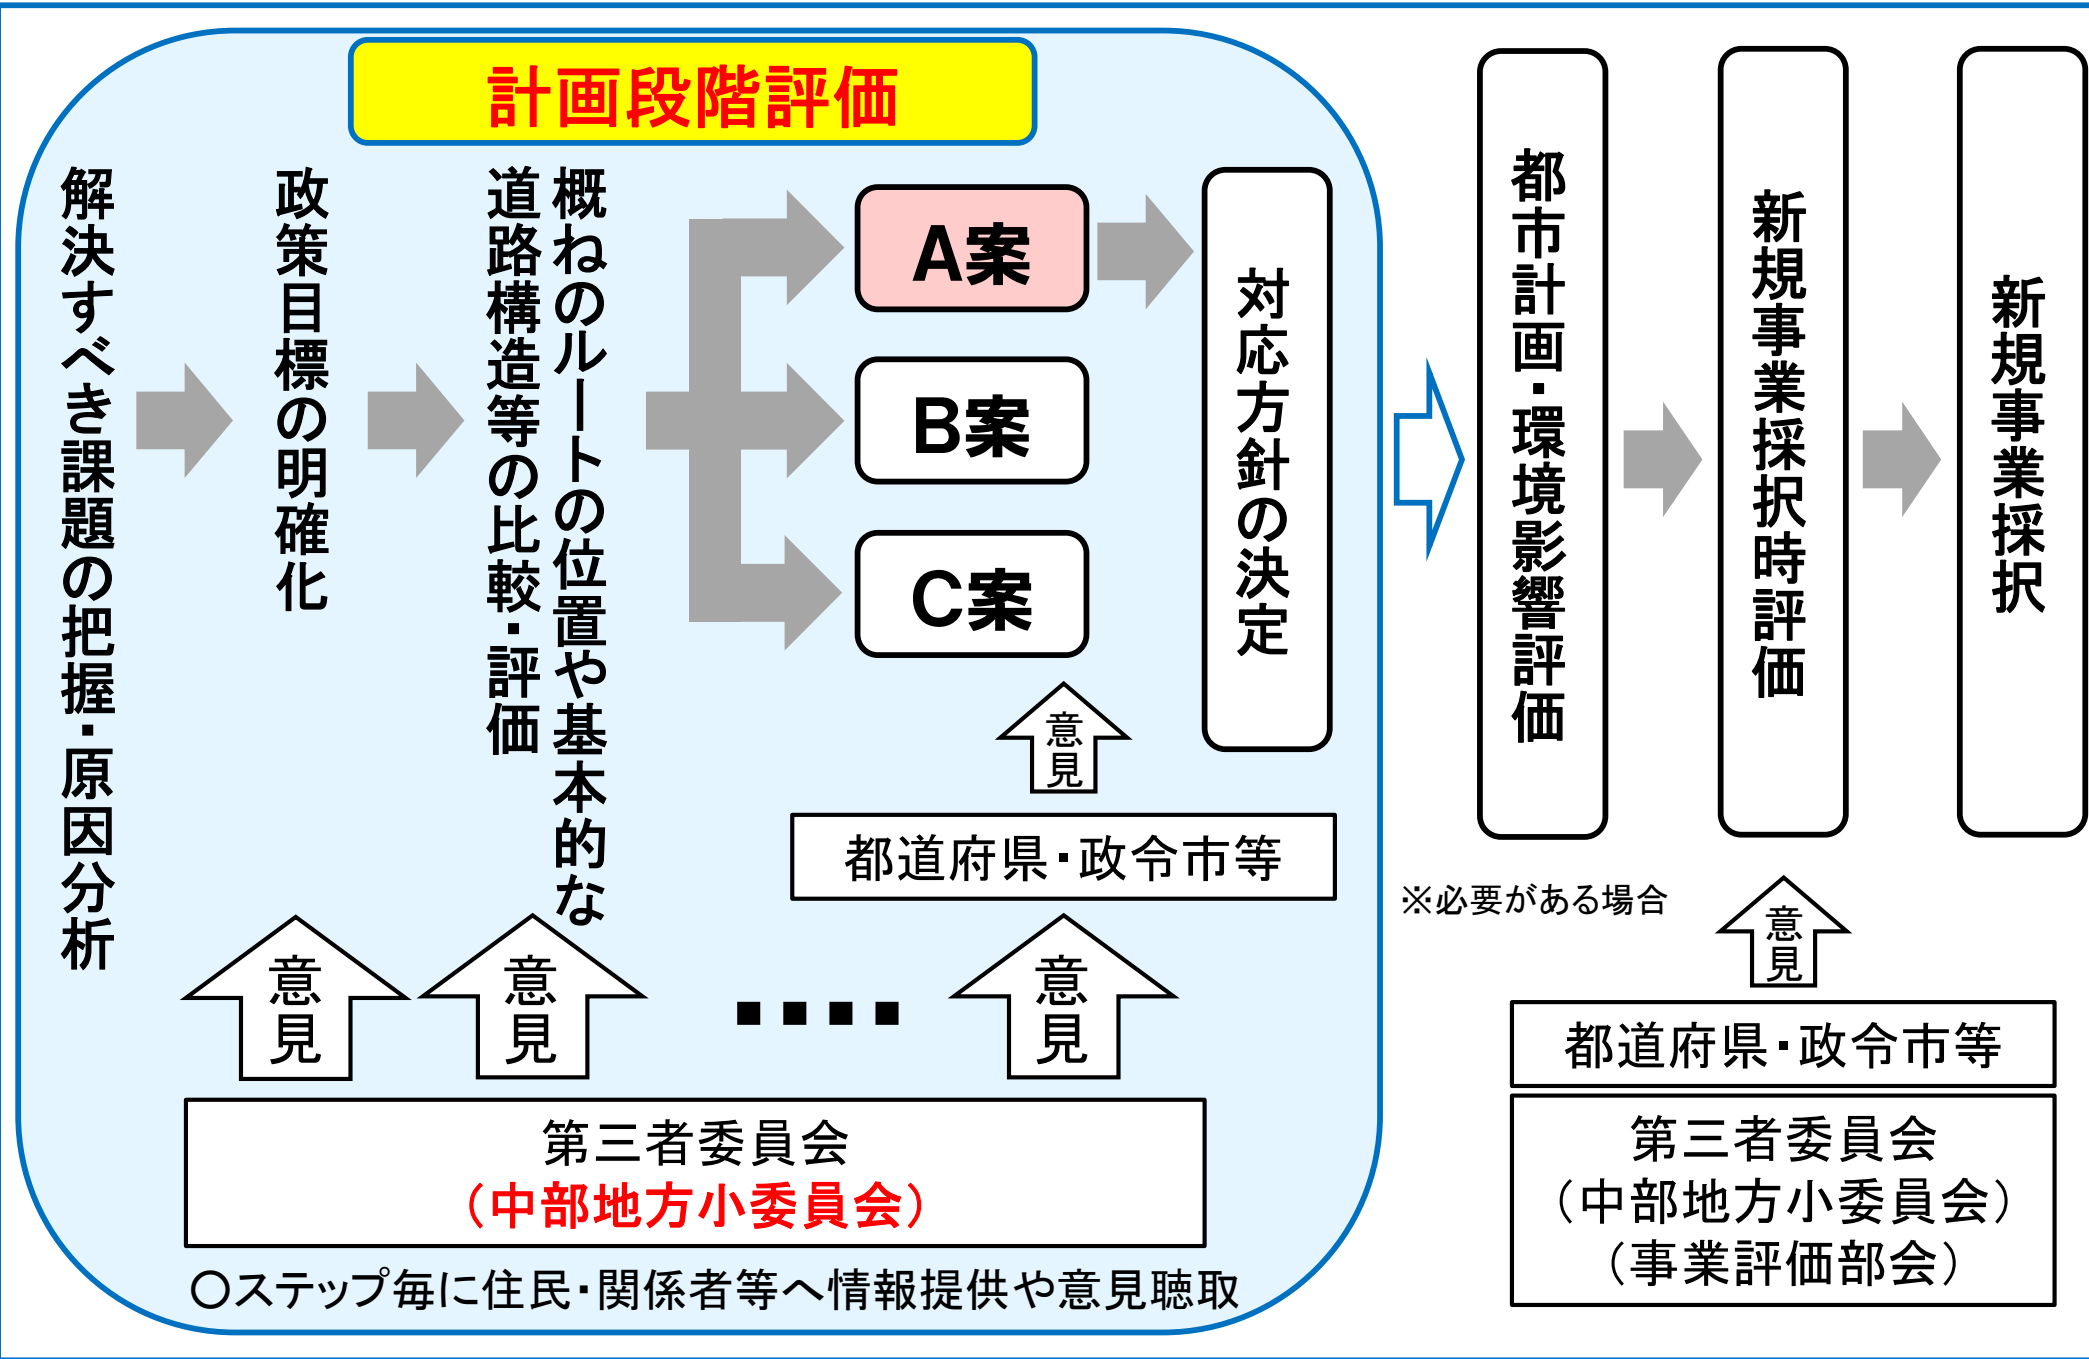 計画段階評価
解決すべき課題の把握・原因分析
政策目標の明確化
概ねのルートの位置や基本的な
道路構造等の比較・評価
A案
B案
C案
対応方針の決定
意見
都道府県・政令市等
意見
意見
・・・・
意見
第三者委員会
（中部地方小委員会）
○ステップ毎に住民・関係者等へ情報提供や意見聴取
都市計画・環境影響評価
※必要がある場合
新規事業採択時評価
新規事業採択
意見
都道府県・政令市等
第三者委員会
（中部地方小委員会）
（事業評価部会）